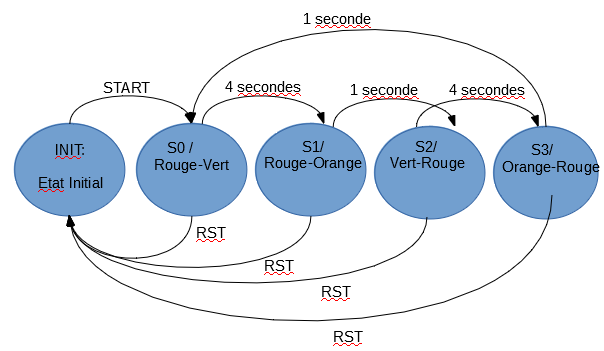 1 seconde
START
4 secondes
1 seconde
4 secondes
INIT:
Etat Initial
S0 /
Rouge-Vert
S1/
Rouge-Orange
S2/
Vert-Rouge
S3/
Orange-Rouge
RST
RST
RST
RST